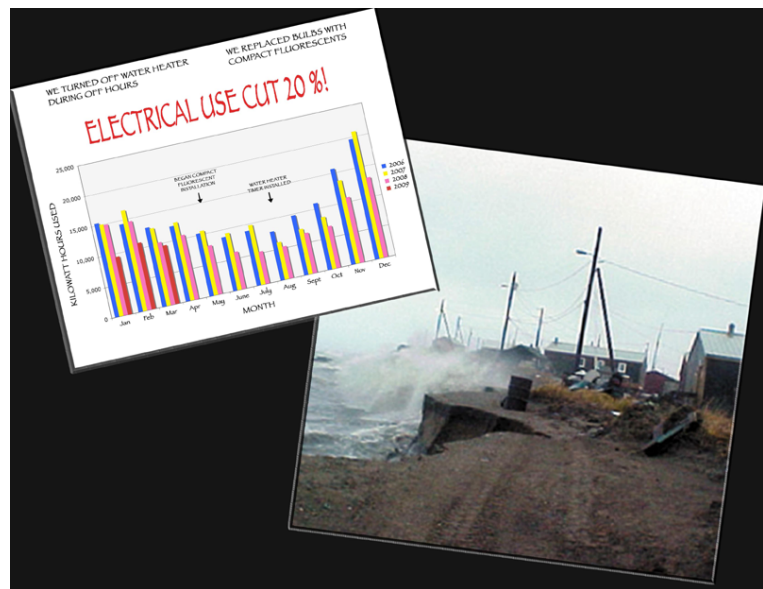 WE TURNED OFF WATER HEATER
DURING OFF HOURS
WE REPLACED BULBS WITH
COMPACT FLUORESCENTS
ELECTRICAL USE CUT 20 %!
25,000
20,000
15,000
10,000
5,000
0
KILOWATT HOURS USED
BEGAN COMPACT
FLUORESCENT
INSTALLATION
WATER HEATER
TIMER INSTALLED
2006
2007
2008
2009
Jan
Feb
Mar
Apr
May
June
July
Aug
Sept
Oct
Nov
Dec
MONTH